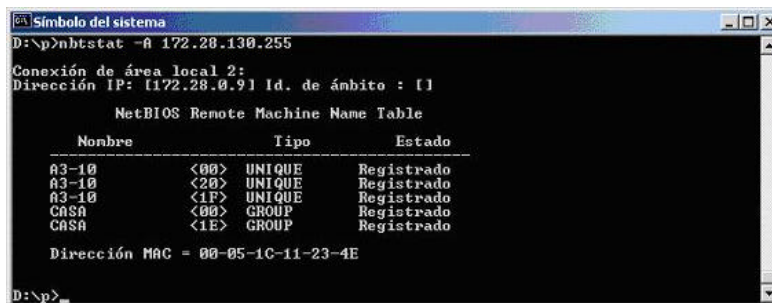 Símbolo del sistema
D:\p>nbtstat -A 172.28.130.255
Conexión de área local 2:
Dirección IP: [172.28.0.9] Id. de ámbito : []
NetBIOS Remote Machine Name Table
Nombre Tipo Estado
A3-10 <00> UNIQUE Registrado
A3-10 <20> UNIQUE Registrado
A3-10 <1F> UNIQUE Registrado
CASA <00> GROUP Registrado
CASA <1E> GROUP Registrado
Dirección MAC = 00-05-1C-11-23-4E
D:\p>_